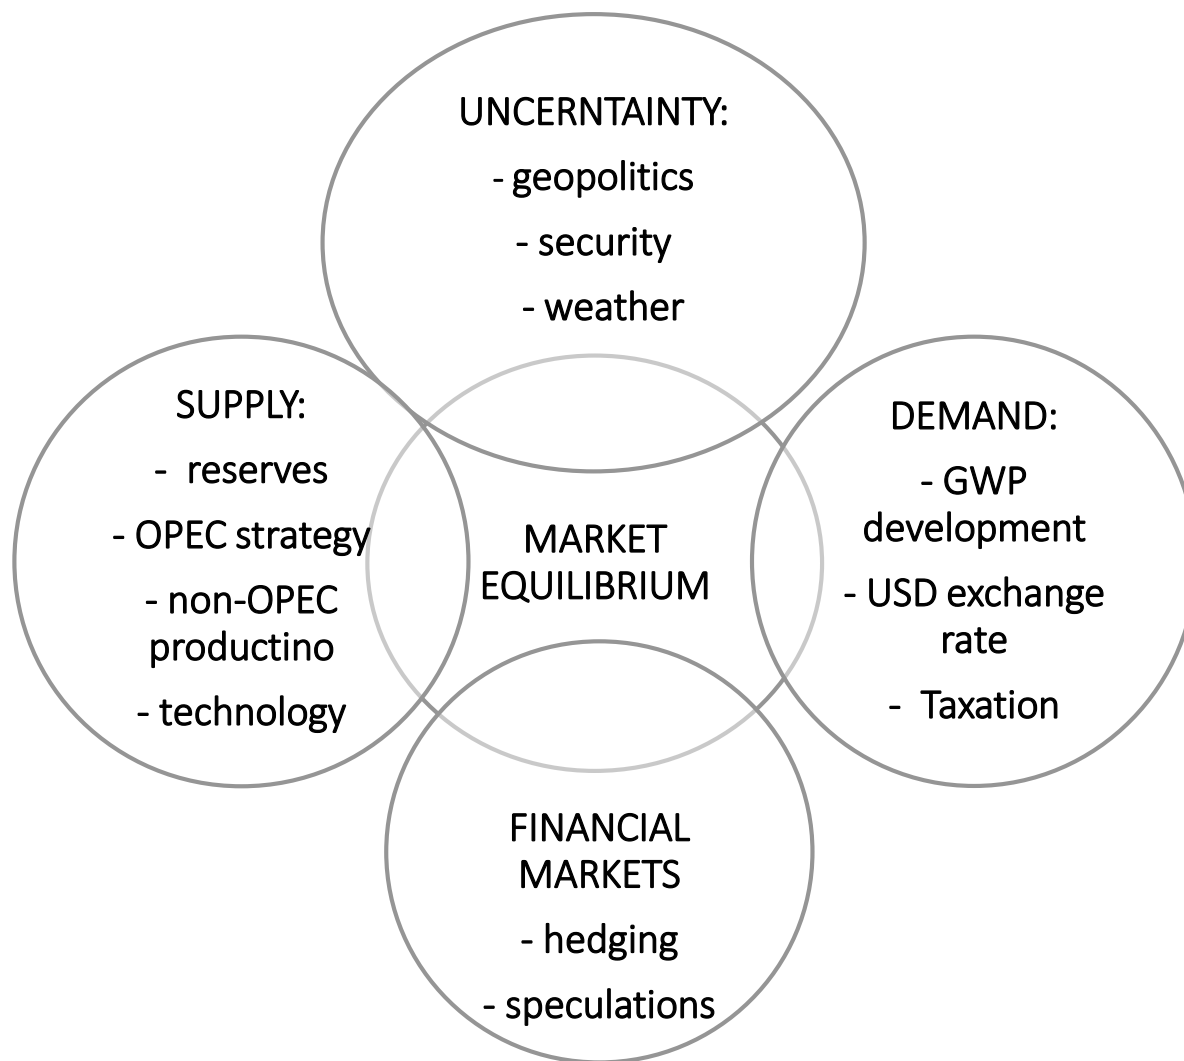 UNCERNTAINTY:
- geopolitics
- security
- weather
SUPPLY:
- reserves
- OPEC strategy
- non-OPEC
productino
- technology
MARKET
EQUILIBRIUM
DEMAND:
- GWP
development
- USD exchange
rate
- Taxation
FINANCIAL
MARKETS
- hedging
- speculations